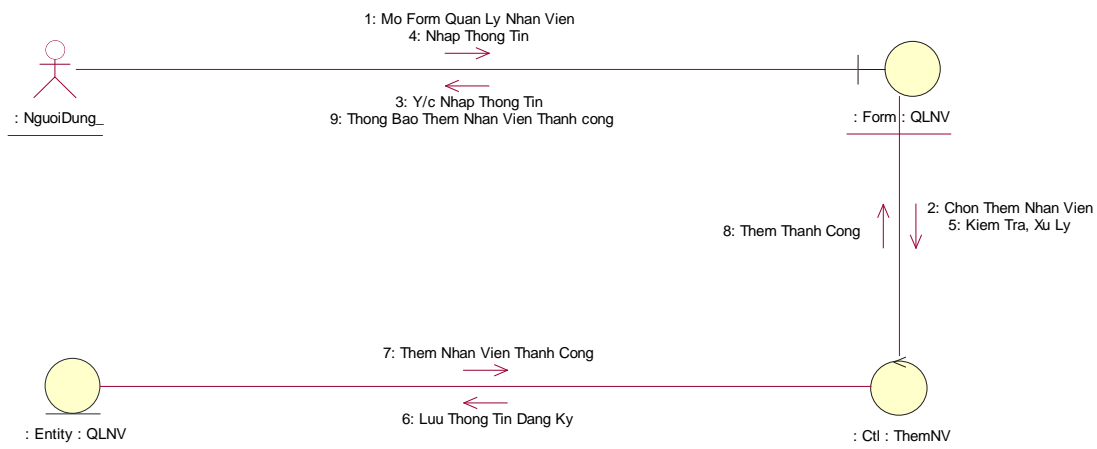 1: Mo Form Quan Ly Nhan Vien
4: Nhap Thong Tin
3: Y/c Nhap Thong Tin
9: Thong Bao Them Nhan Vien Thanh cong
: NguoiDung_
: Form : QLNV
2: Chon Them Nhan Vien
5: Kiem Tra, Xu Ly
8: Them Thanh Cong
7: Them Nhan Vien Thanh Cong
6: Luu Thong Tin Dang Ky
: Entity : QLNV
: Ctl : ThemNV